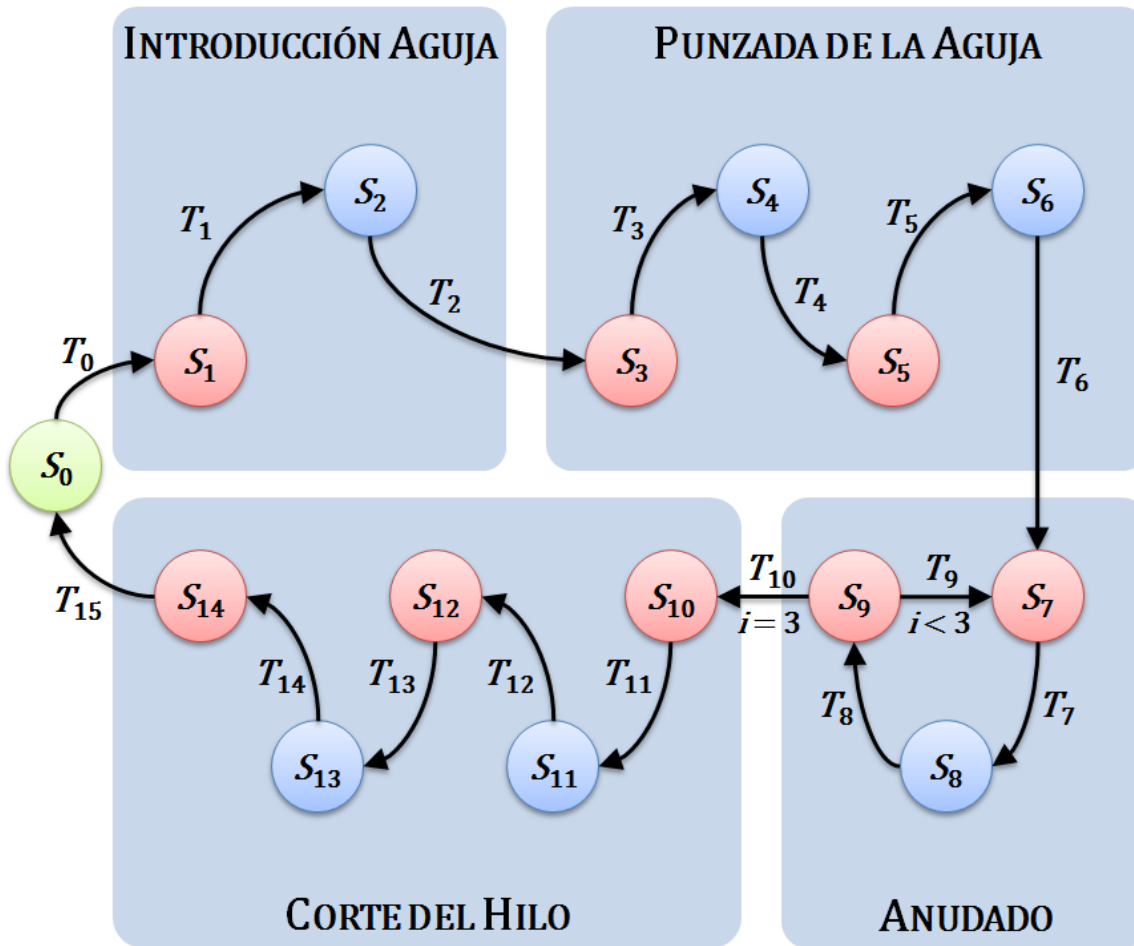 INTRODUCCIÓN AGUJA
PUNZADA DE LA AGUJA
S2
S4
S6
T1
T3
T5
T2
T4
T0
S1
S3
S5
T6
S0
T15
S14
S12
S10
T10
i = 3
S9
T9
i < 3
S7
T14
T13
T12
T11
T8
T7
S13
S11
S8
CORTE DEL HILO
ANUDADO